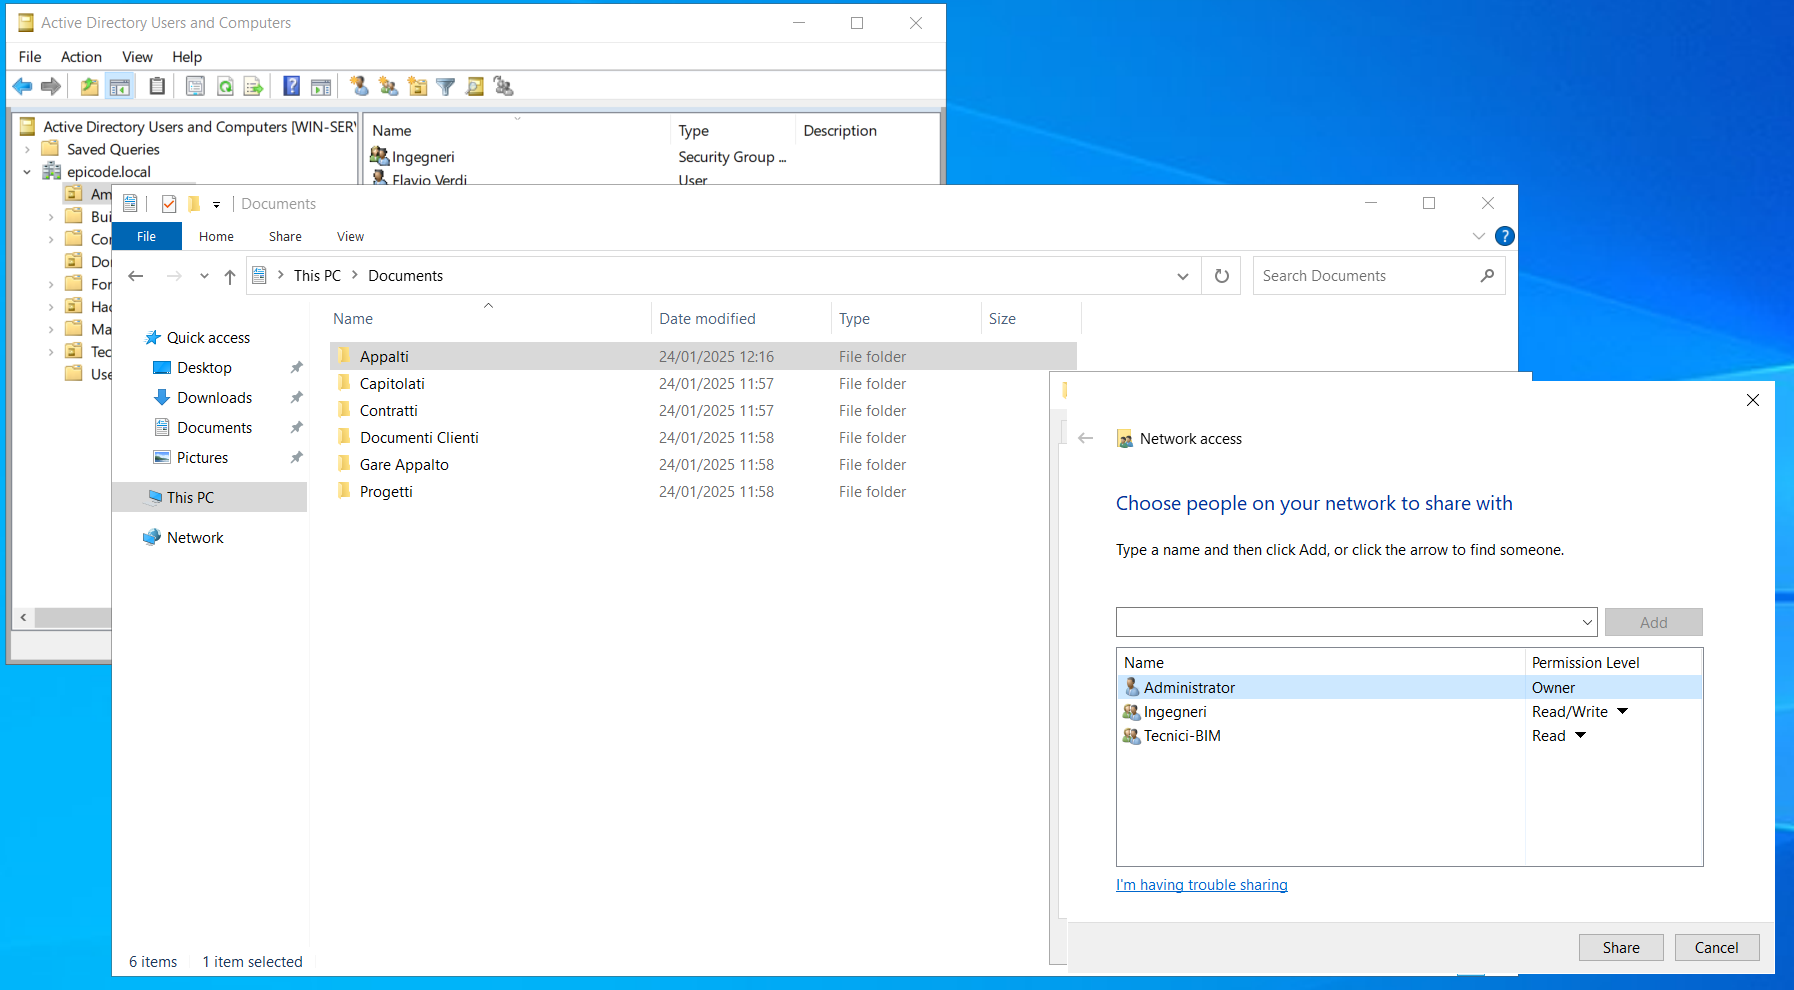 Active Directory Users and Computers
File Action View Help
Active Directory Users and Computers [WIN-SER
Saved Queries
epicode.local
Am
Bui
Cor
Do
For
Had
Ma
Tec
Use
Name Type Description
Ingegneri Security Group ...
Flavio Verdi User
Documents
File Home Share View
This PC > Documents
Search Documents
Quick access
Desktop
Downloads
Documents
Pictures
This PC
Network
Name Date modified Type Size
Appalti 24/01/2025 12:16 File folder
Capitolati 24/01/2025 11:57 File folder
Contratti 24/01/2025 11:57 File folder
Documenti Clienti 24/01/2025 11:58 File folder
Gare Appalto 24/01/2025 11:58 File folder
Progetti 24/01/2025 11:58 File folder
6 items 1 item selected
Network access
Choose people on your network to share with
Type a name and then click Add, or click the arrow to find someone.
Add
Name Permission Level
Administrator Owner
Ingegneri Read/Write
Tecnici-BIM Read
I'm having trouble sharing
Share Cancel